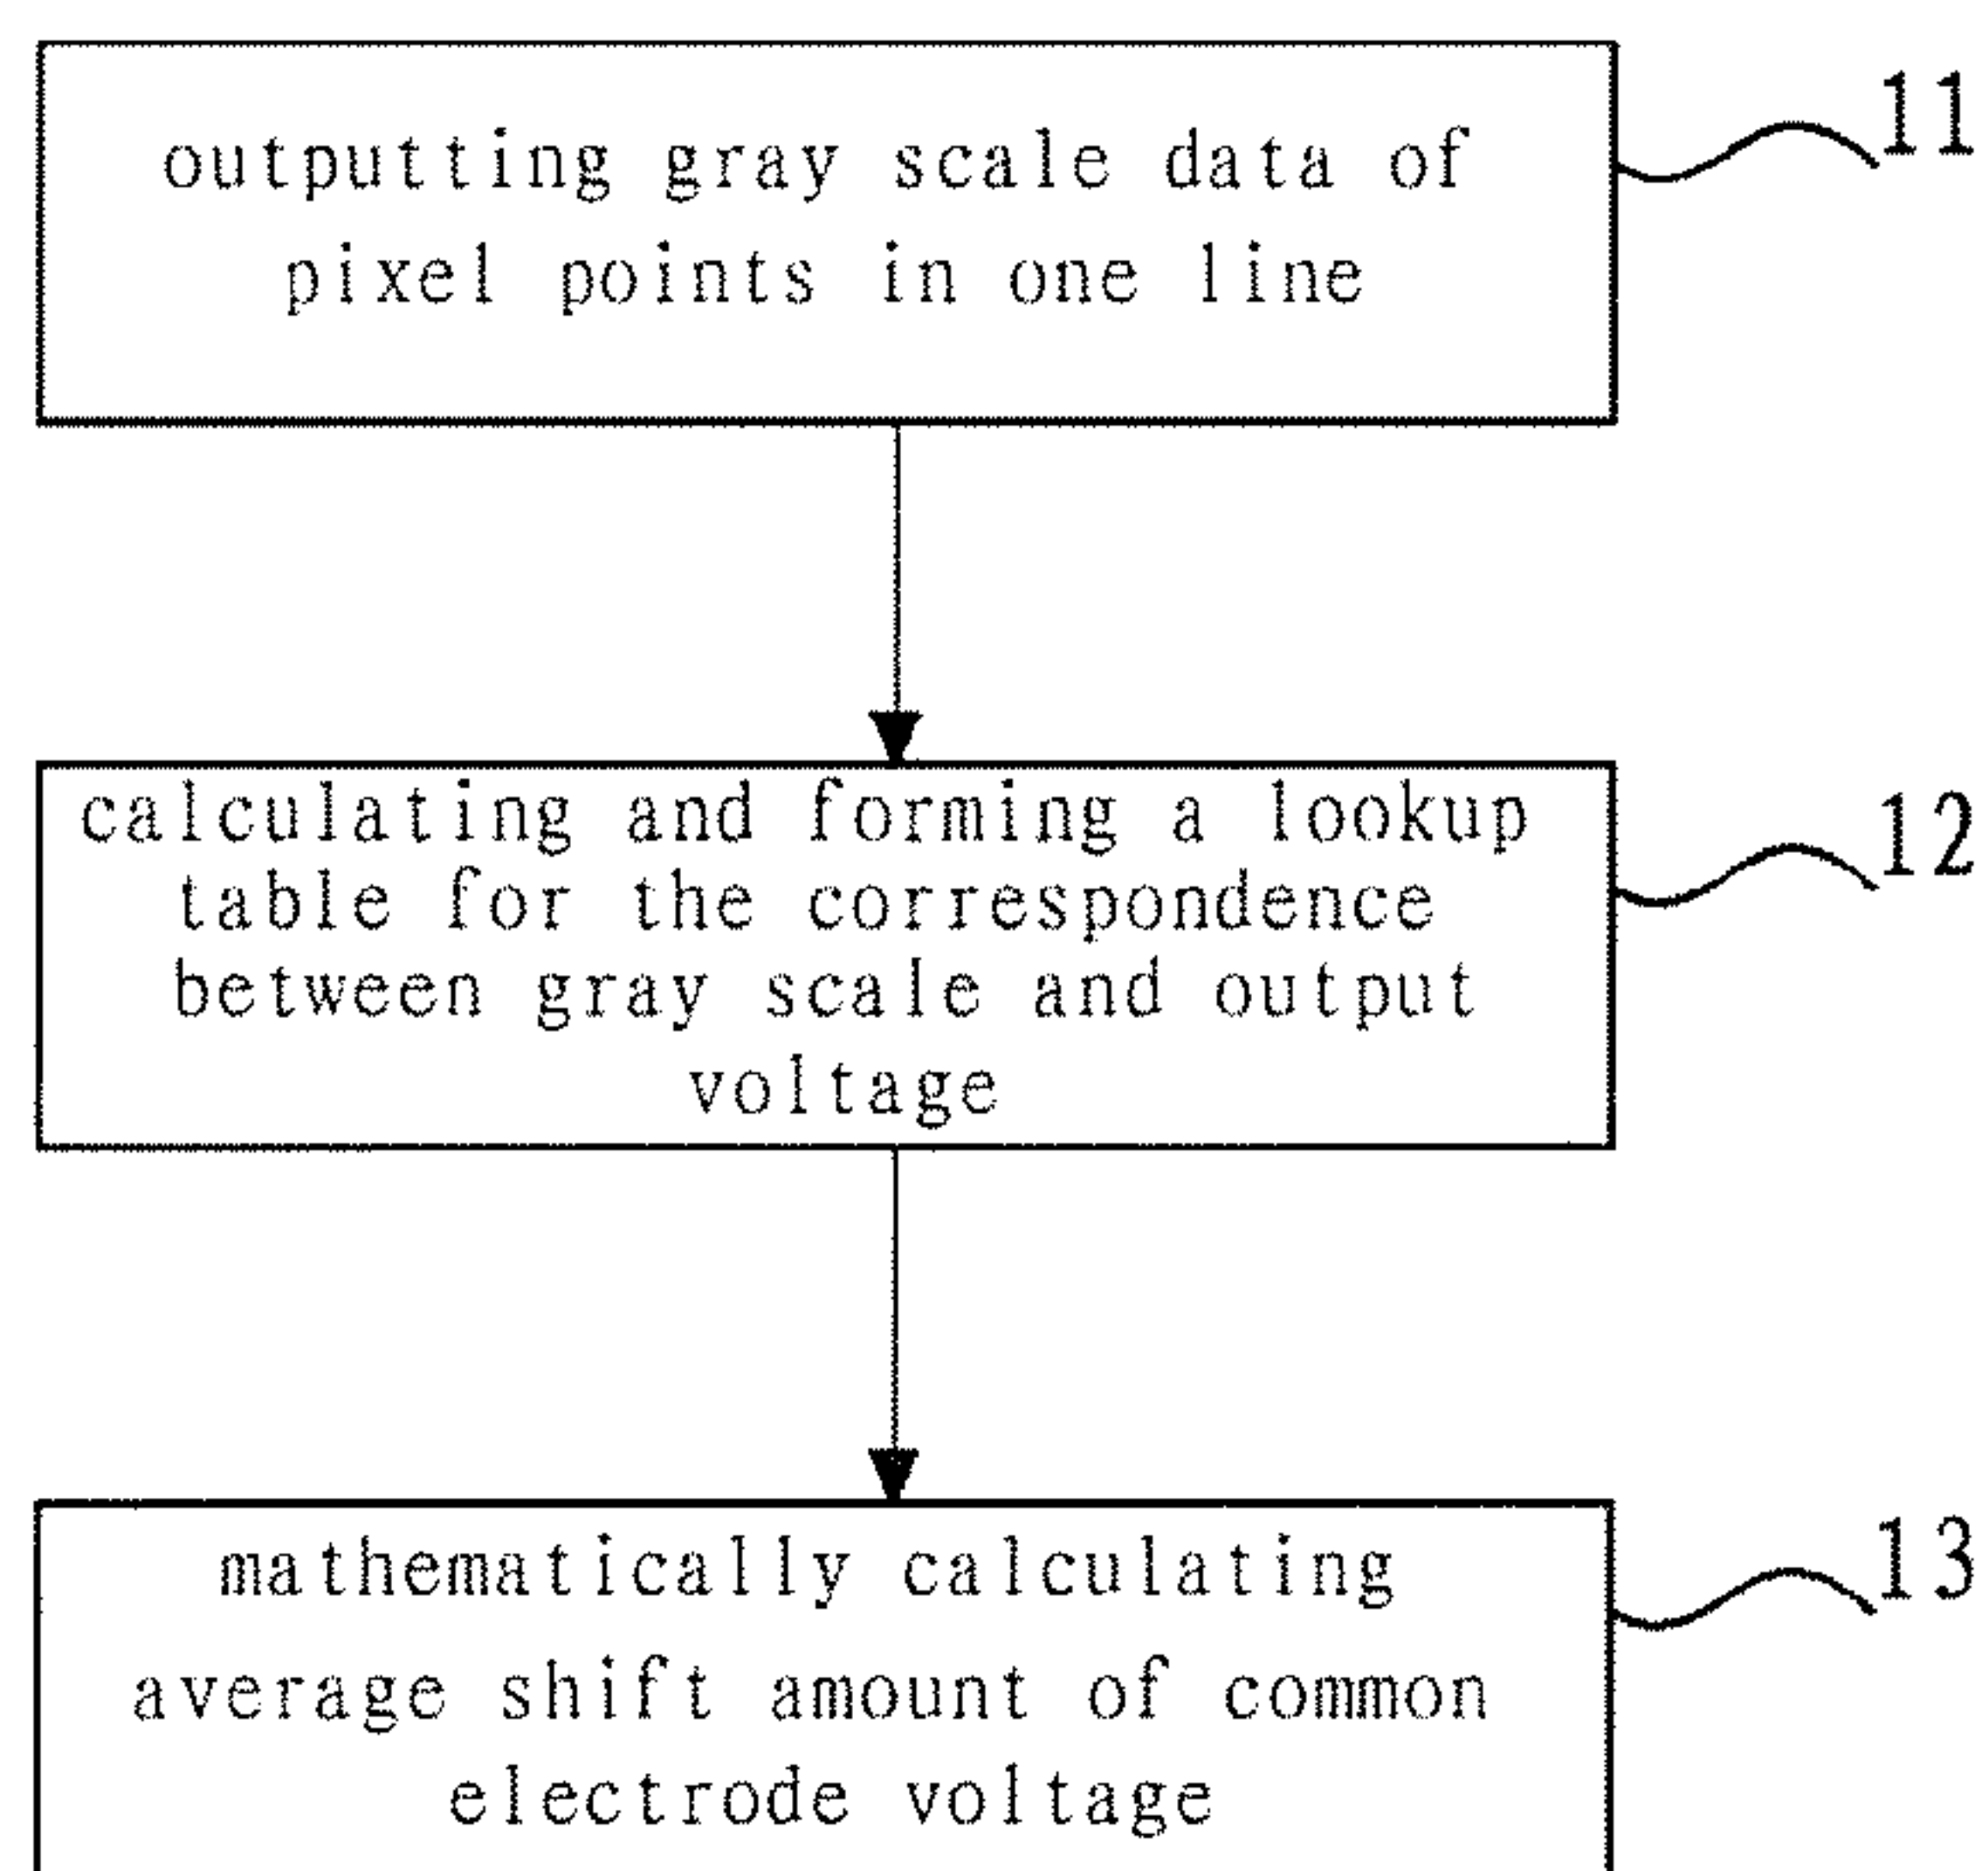 outputting gray scale data of
pixel points in one line
11
calculating and forming a lookup
table for the correspondence
between gray scale and output
voltage
12
mathematically calculating
average shift amount of common
electrode voltage
13